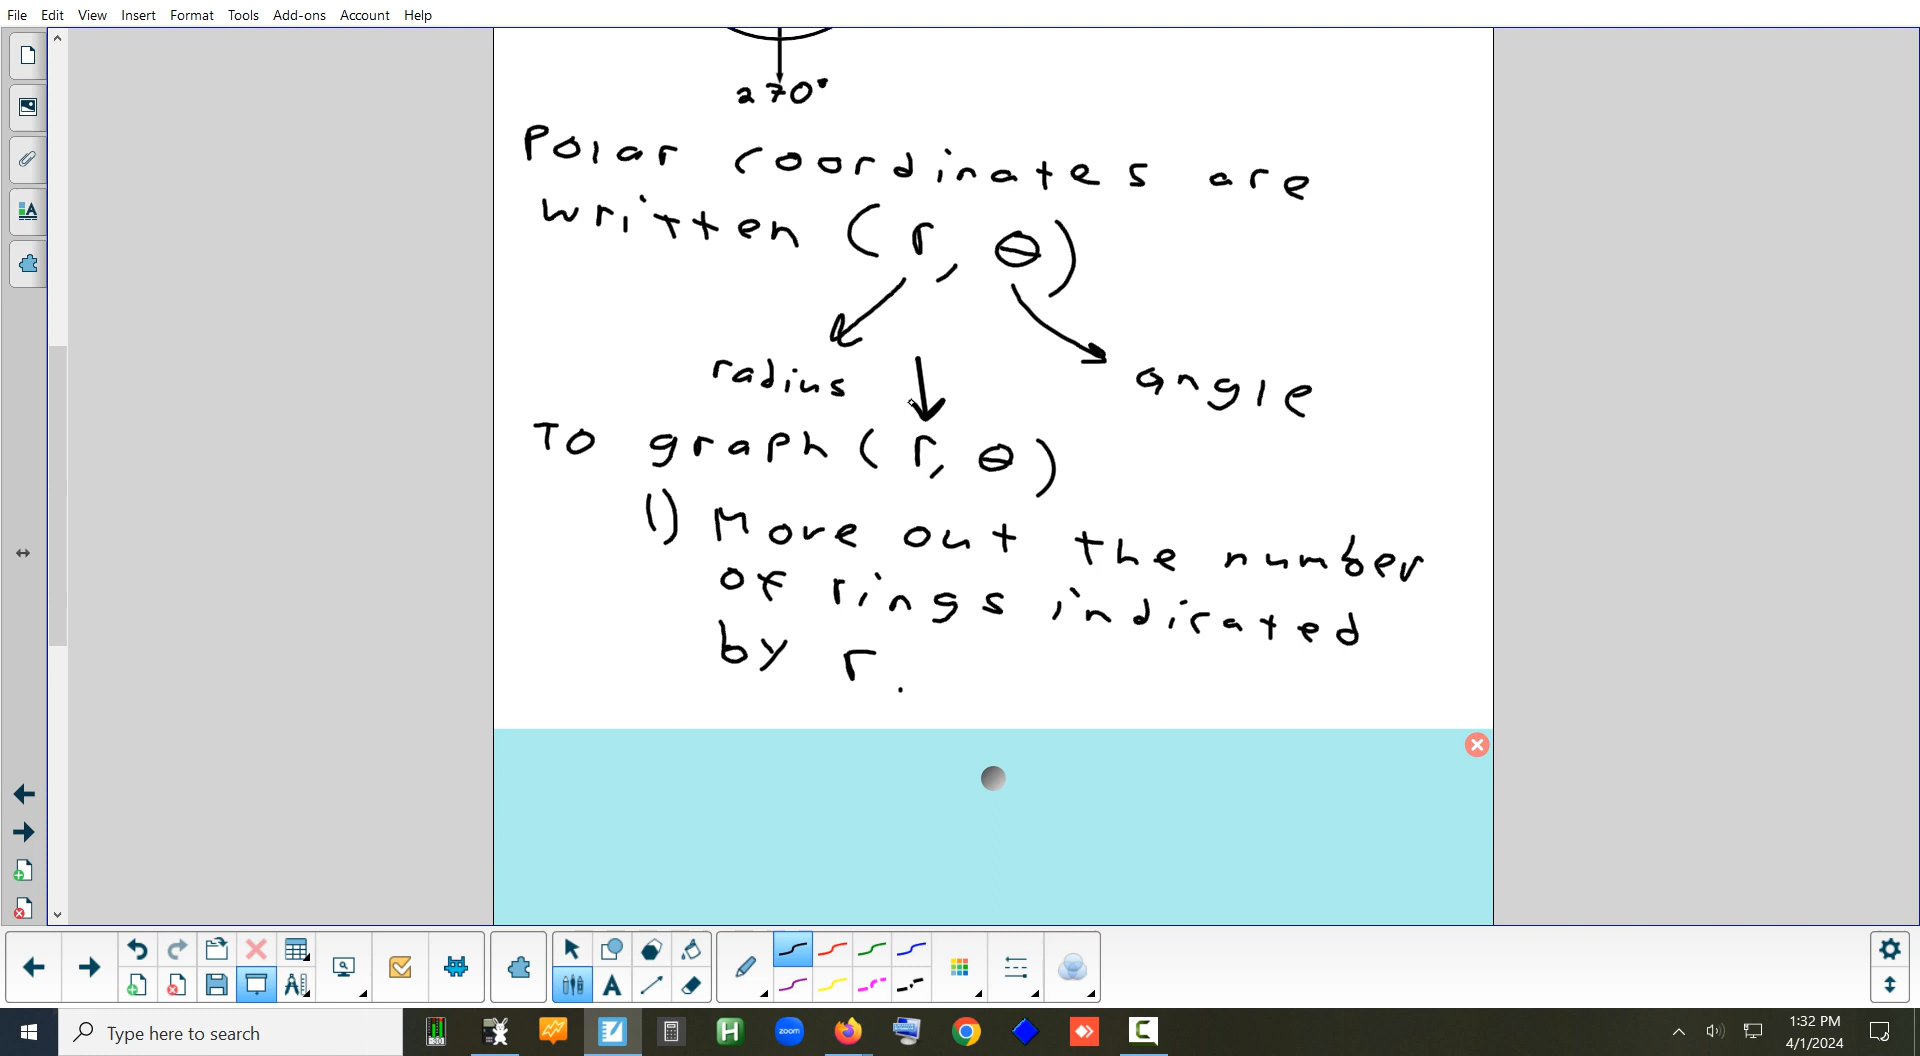 File Edit View Insert Format Tools Add-ons Account Help
270°
Polar coordinates are
written (r, θ)
radius
angle
To graph (r, θ)
1) Move out the number
of rings indicated
by r.
Type here to search
zoom
1:32 PM
4/1/2024